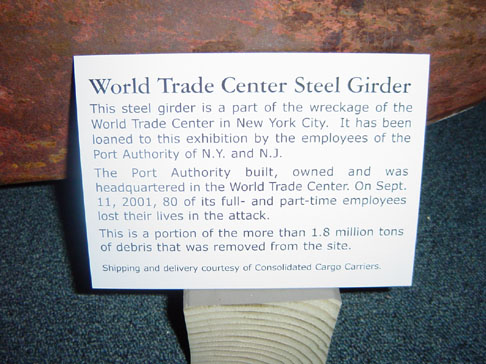 World Trade Center Steel Girder
This steel girder is a part of the wreckage of the
World Trade Center in New York City. It has been
loaned to this exhibition by the employees of the
Port Authority of N.Y. and N.J.
The Port Authority built, owned and was
headquartered in the World Trade Center. On Sept.
11, 2001, 80 of its full- and part-time employees
lost their lives in the attack.
This is a portion of the more than 1.8 million tons
of debris that was removed from the site.
Shipping and delivery courtesy of Consolidated Cargo Carriers.